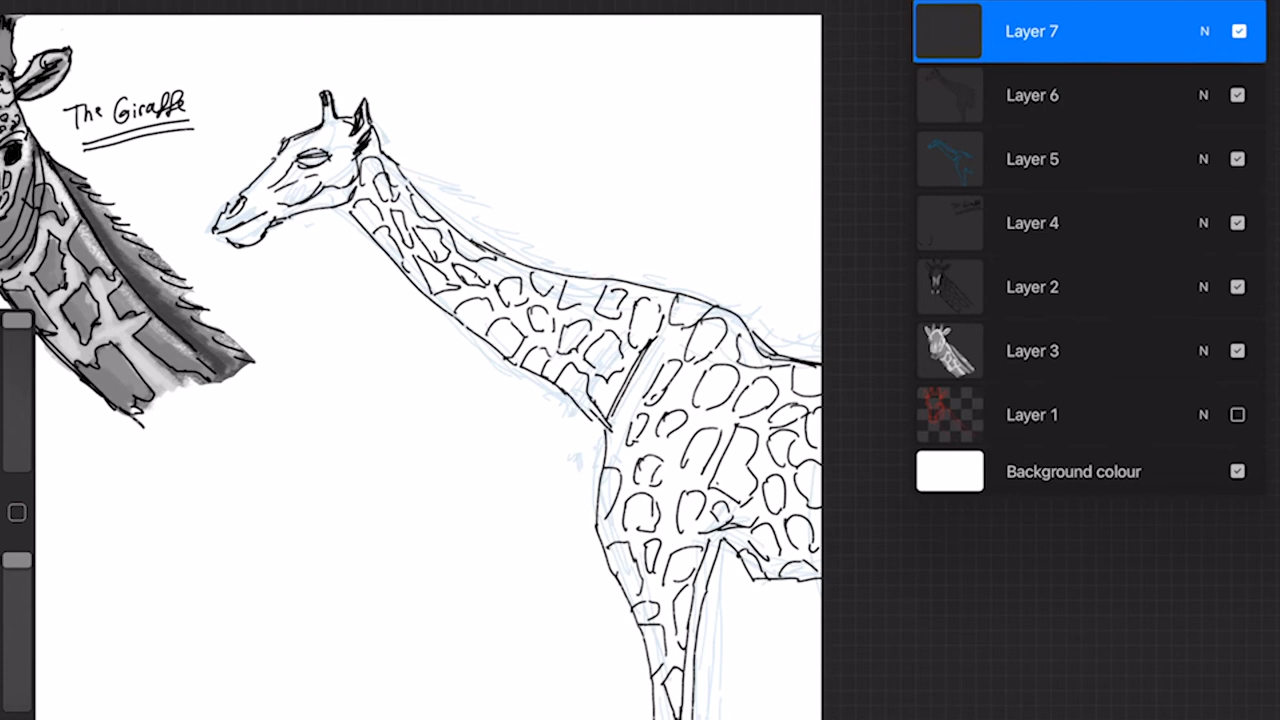 The Giraffe
Layer 7 N
Layer 6 N
Layer 5 N
Layer 4 N
Layer 2 N
Layer 3 N
Layer 1 N
Background colour